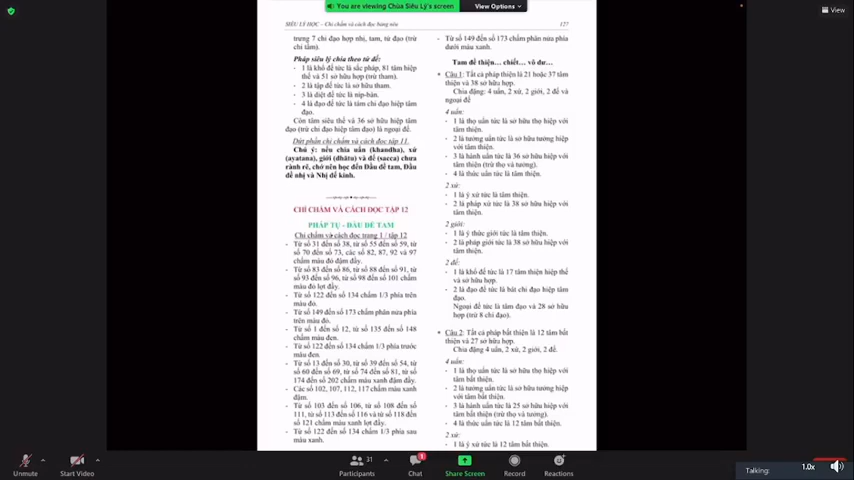 You are viewing Chùa Siêu Lý's screen
View Options
View
SIÊU LÝ HỌC – Chỉ chấm và cách đọc bảng nêu
127
trưng 7 chi đạo hợp nhị, tam, tứ đạo (trừ
chi tầm).
Pháp siêu lý chia theo tứ đế:
- 1 là khổ đế tức là sắc pháp, 81 tâm hiệp
thế và 51 sở hữu hợp (trừ tham).
- 2 là tập đế tức là sở hữu tham.
- 3 là diệt đế tức là níp-bàn.
- 4 là đạo đế tức là tám chi đạo hiệp tâm
đạo.
Còn tâm siêu thế và 36 sở hữu hiệp tâm
đạo (trừ chi đạo hiệp tâm đạo) là ngoại đế.
Dứt phần chỉ chấm và cách đọc tập 11.
Chú ý: nếu chia uẩn (khandha), xứ
(ayatana), giới (dhātu) và đế (sacca) chưa
rành rẽ, chớ nên học đến Đầu đề tam, Đầu
đề nhị và Nhị đề kinh.
CHỈ CHẤM VÀ CÁCH ĐỌC TẬP 12
PHÁP TỤ - ĐẦU ĐỀ TAM
Chỉ chấm và cách đọc trang 1 / tập 12
- Từ số 31 đến số 38, từ số 55 đến số 59, từ
số 70 đến số 73, các số 82, 87, 92 và 97
chấm màu đỏ đậm đầy.
- Từ số 83 đến số 86, từ số 88 đến số 91, từ
số 93 đến số 96, từ số 98 đến số 101 chấm
màu đỏ lợt đầy.
- Từ số 122 đến số 134 chấm 1/3 phía trên
màu đỏ.
- Từ số 149 đến số 173 chấm phân nửa phía
trên màu đỏ.
- Từ số 1 đến số 12, từ số 135 đến số 148
chấm màu đen.
- Từ số 122 đến số 134 chấm 1/3 phía trước
màu đen.
- Từ số 13 đến số 30, từ số 39 đến số 54, từ
số 60 đến số 69, từ số 74 đến số 81, từ số
174 đến số 202 chấm màu xanh đậm đầy.
- Các số 102, 107, 112, 117 chấm màu xanh
đậm.
- Từ số 103 đến số 106, từ số 108 đến số
111, từ số 113 đến số 116 và từ số 118 đến
số 121 chấm màu xanh lợt đầy.
- Từ số 122 đến số 134 chấm 1/3 phía sau
màu xanh.
- Từ số 149 đến số 173 chấm phân nửa phía
dưới màu xanh.
Tam đề thiện... chiết... vô dư...
• Câu 1: Tất cả pháp thiện là 21 hoặc 37 tâm
thiện và 38 sở hữu hợp.
Chia đặng: 4 uẩn, 2 xứ, 2 giới, 2 đế và
ngoại đế
4 uẩn:
- 1 là thọ uẩn tức là sở hữu thọ hiệp với
tâm thiện.
- 2 là tưởng uẩn tức là sở hữu tưởng hiệp
với tâm thiện.
- 3 là hành uẩn tức là 36 sở hữu hiệp với
tâm thiện (trừ thọ và tưởng).
- 4 là thức uẩn tức là tâm thiện.
2 xứ:
- 1 là ý xứ tức là tâm thiện.
- 2 là pháp xứ tức là 38 sở hữu hợp với
tâm thiện.
2 giới:
- 1 là ý thức giới tức là tâm thiện.
- 2 là pháp giới tức là 38 sở hữu hợp với
tâm thiện.
2 đế:
- 1 là khổ đế tức là 17 tâm thiện hiệp thế
và sở hữu hợp.
- 2 là đạo đế tức là bát chi đạo hiệp tâm
đạo.
Ngoại đế tức là tâm đạo và 28 sở hữu
hợp (trừ 8 chi đạo).
• Câu 2: Tất cả pháp bất thiện là 12 tâm bất
thiện và 27 sở hữu hợp.
Chia đặng 4 uẩn, 2 xứ, 2 giới, 2 đế.
4 uẩn:
- 1 là thọ uẩn tức là sở hữu thọ hiệp với
tâm bất thiện.
- 2 là tưởng uẩn tức là sở hữu tưởng hiệp
với tâm bất thiện.
- 3 là hành uẩn tức là 25 sở hữu hiệp với
tâm bất thiện (trừ thọ và tưởng).
- 4 là thức uẩn tức là 12 tâm bất thiện.
2 xứ:
- 1 là ý xứ tức là 12 tâm bất thiện.
Unmute
Start Video
31
Participants
1
Chat
Share Screen
Record
Reactions
Talking:
1.0x